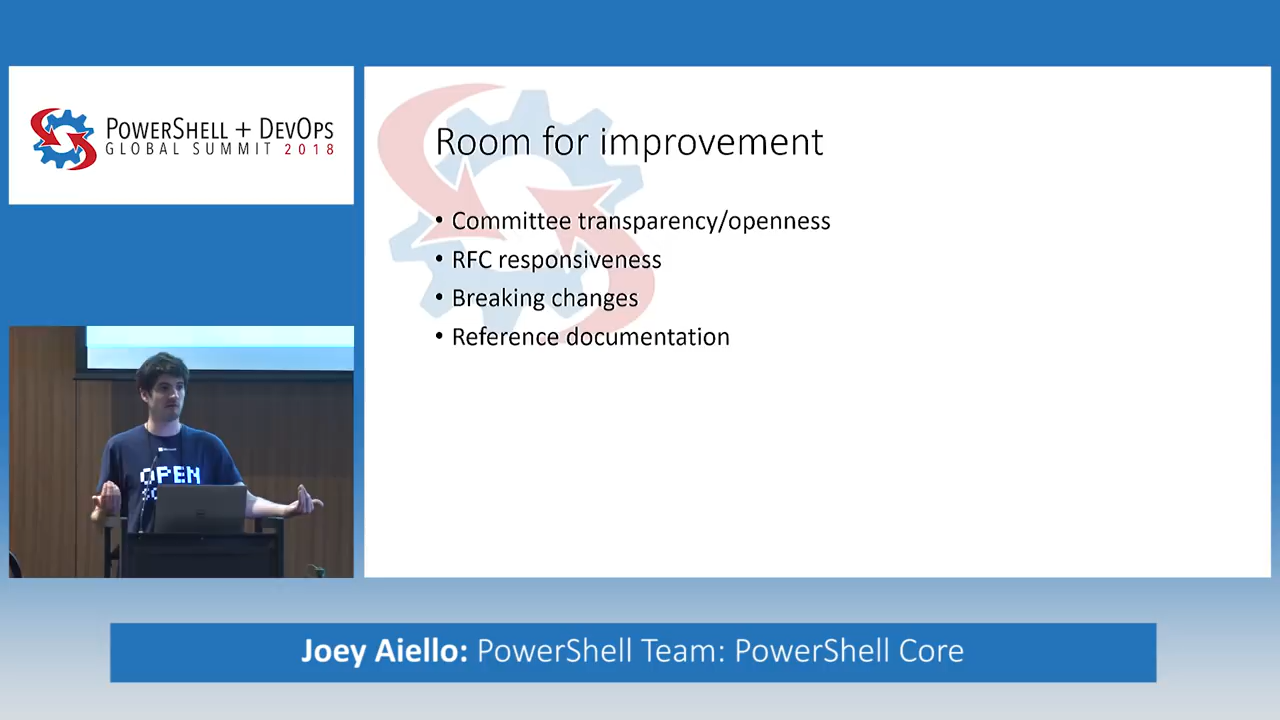 POWERSHELL + DEVOPS
GLOBAL SUMMIT 2018
Room for improvement
• Committee transparency/openness
• RFC responsiveness
• Breaking changes
• Reference documentation
OPEN
Joey Aiello: PowerShell Team: PowerShell Core